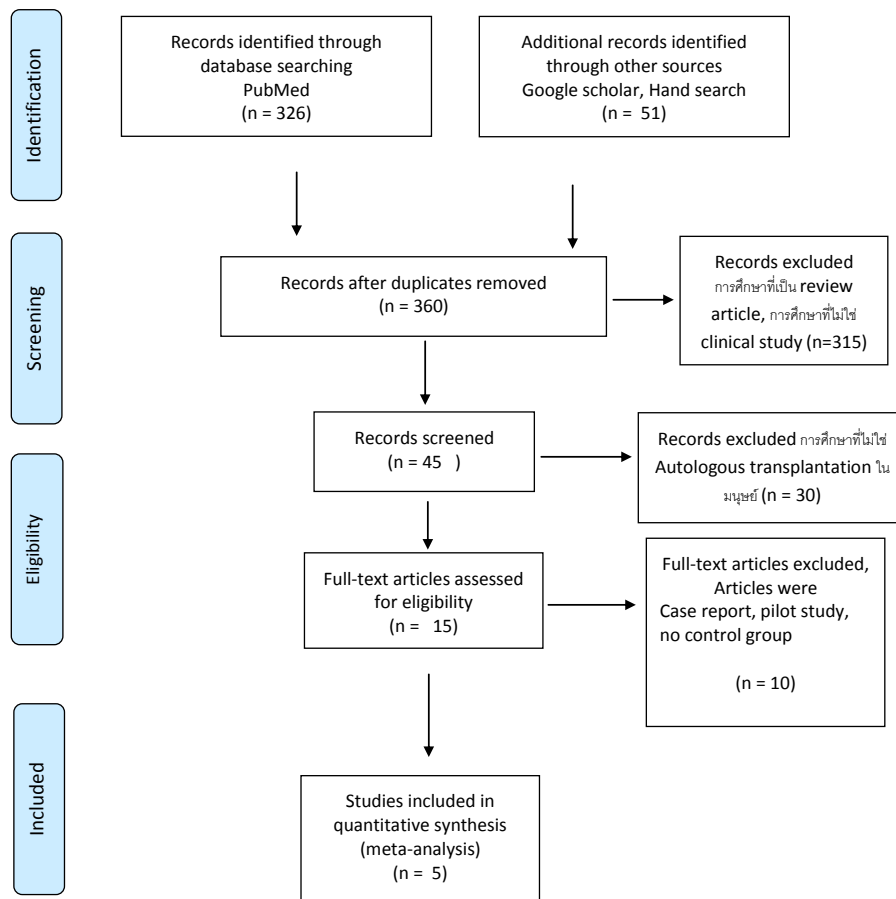 Identification
Records identified through
database searching
PubMed
(n = 326)
Additional records identified
through other sources
Google scholar, Hand search
(n =  51)
Screening
Records after duplicates removed
(n = 360)
Records excluded
การศึกษาที่เป็น review
article, การศึกษาที่ไม่ใช่
clinical study (n=315)
Records screened
(n = 45   )
Records excluded การศึกษาที่ไม่ใช่
Autologous transplantation ใน
มนุษย์ (n = 30)
Eligibility
Full-text articles assessed
for eligibility
(n =   15)
Full-text articles excluded,
Articles were
Case report, pilot study,
no control group
(n = 10)
Included
Studies included in
quantitative synthesis
(meta-analysis)
(n =  5)